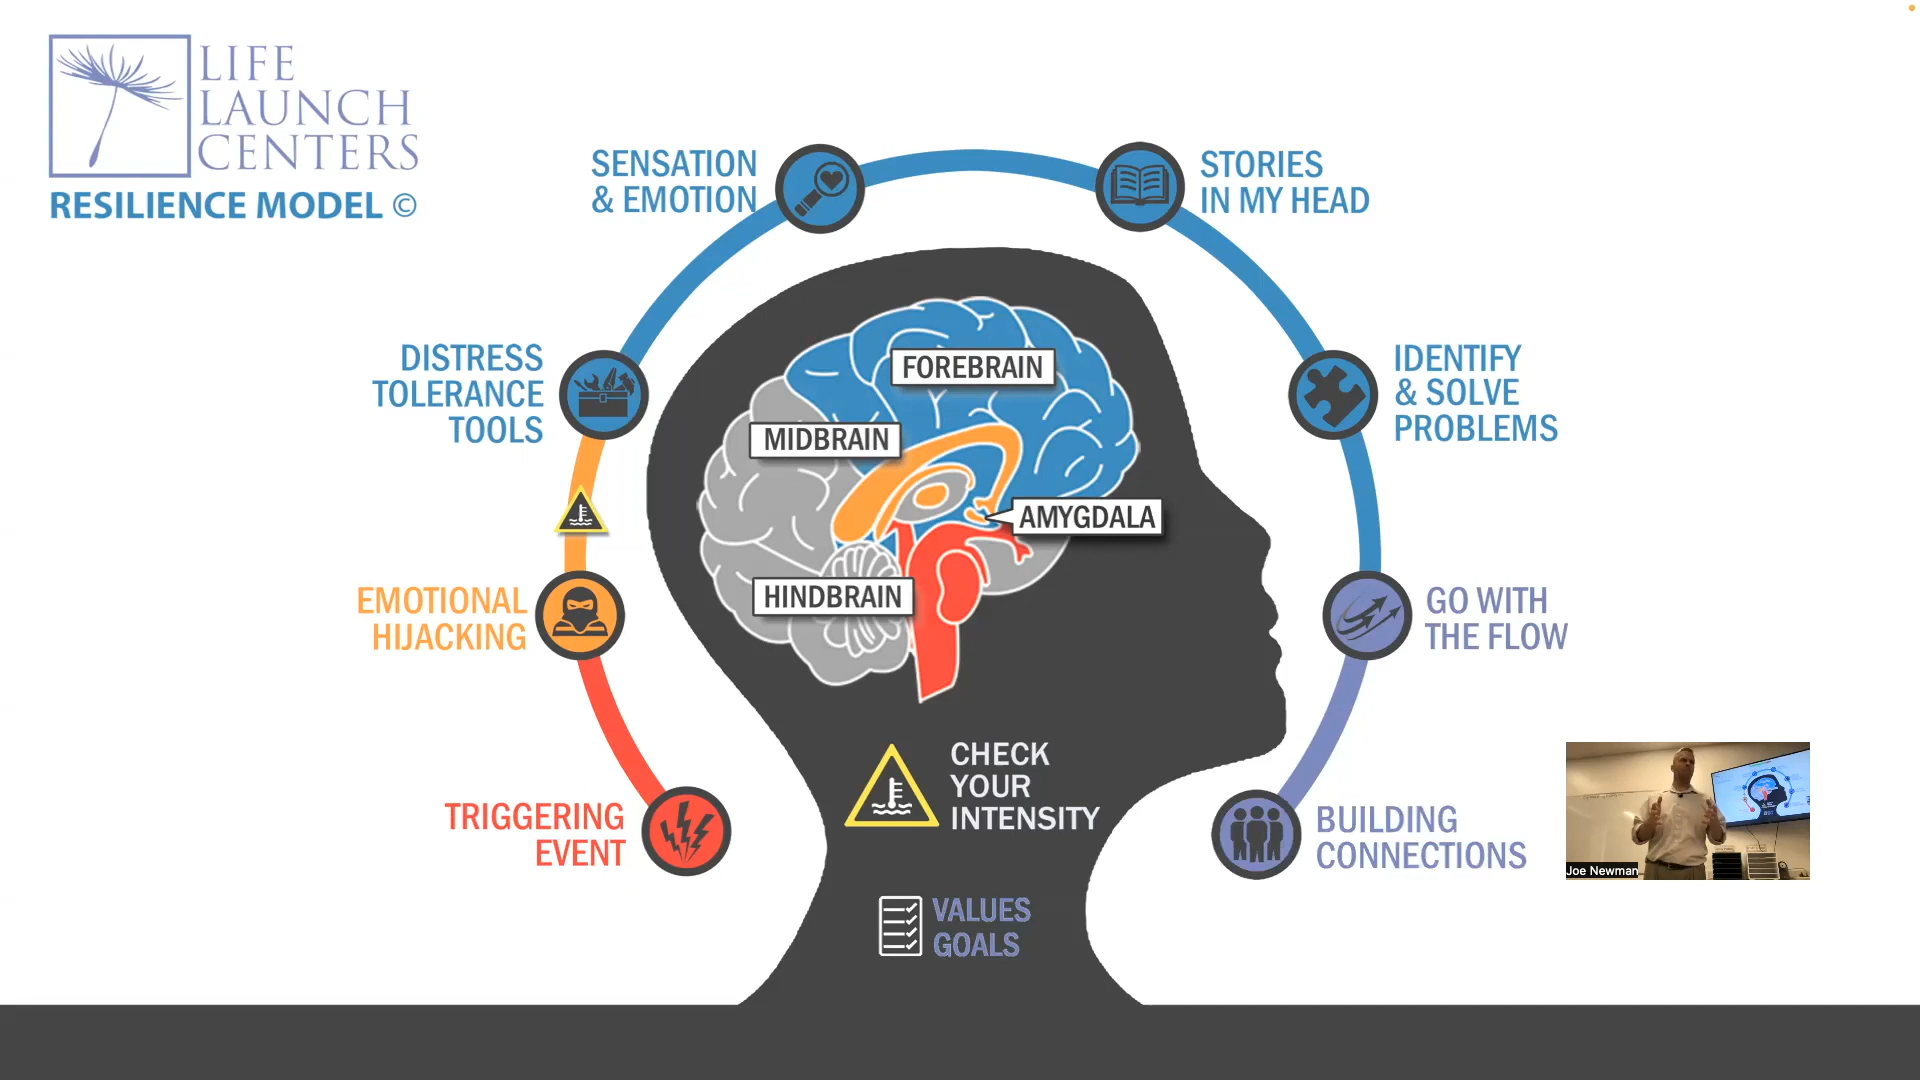 LIFE
LAUNCH
CENTERS
RESILIENCE MODEL ©
SENSATION
& EMOTION
STORIES
IN MY HEAD
DISTRESS
TOLERANCE
TOOLS
IDENTIFY
& SOLVE
PROBLEMS
FOREBRAIN
MIDBRAIN
AMYGDALA
HINDBRAIN
EMOTIONAL
HIJACKING
GO WITH
THE FLOW
TRIGGERING
EVENT
CHECK
YOUR
INTENSITY
BUILDING
CONNECTIONS
VALUES
GOALS
Joe Newman